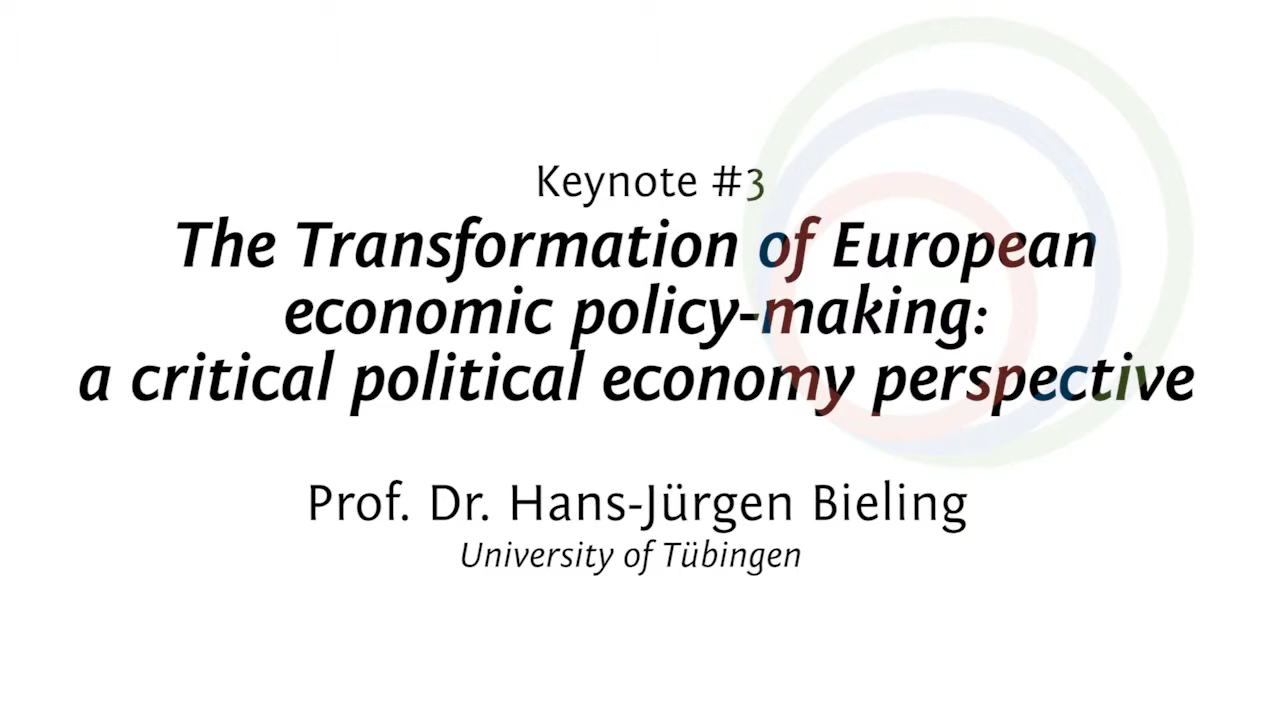 Keynote #3
The Transformation of European
economic policy-making:
a critical political economy perspective
Prof. Dr. Hans-Jürgen Bieling
University of Tübingen